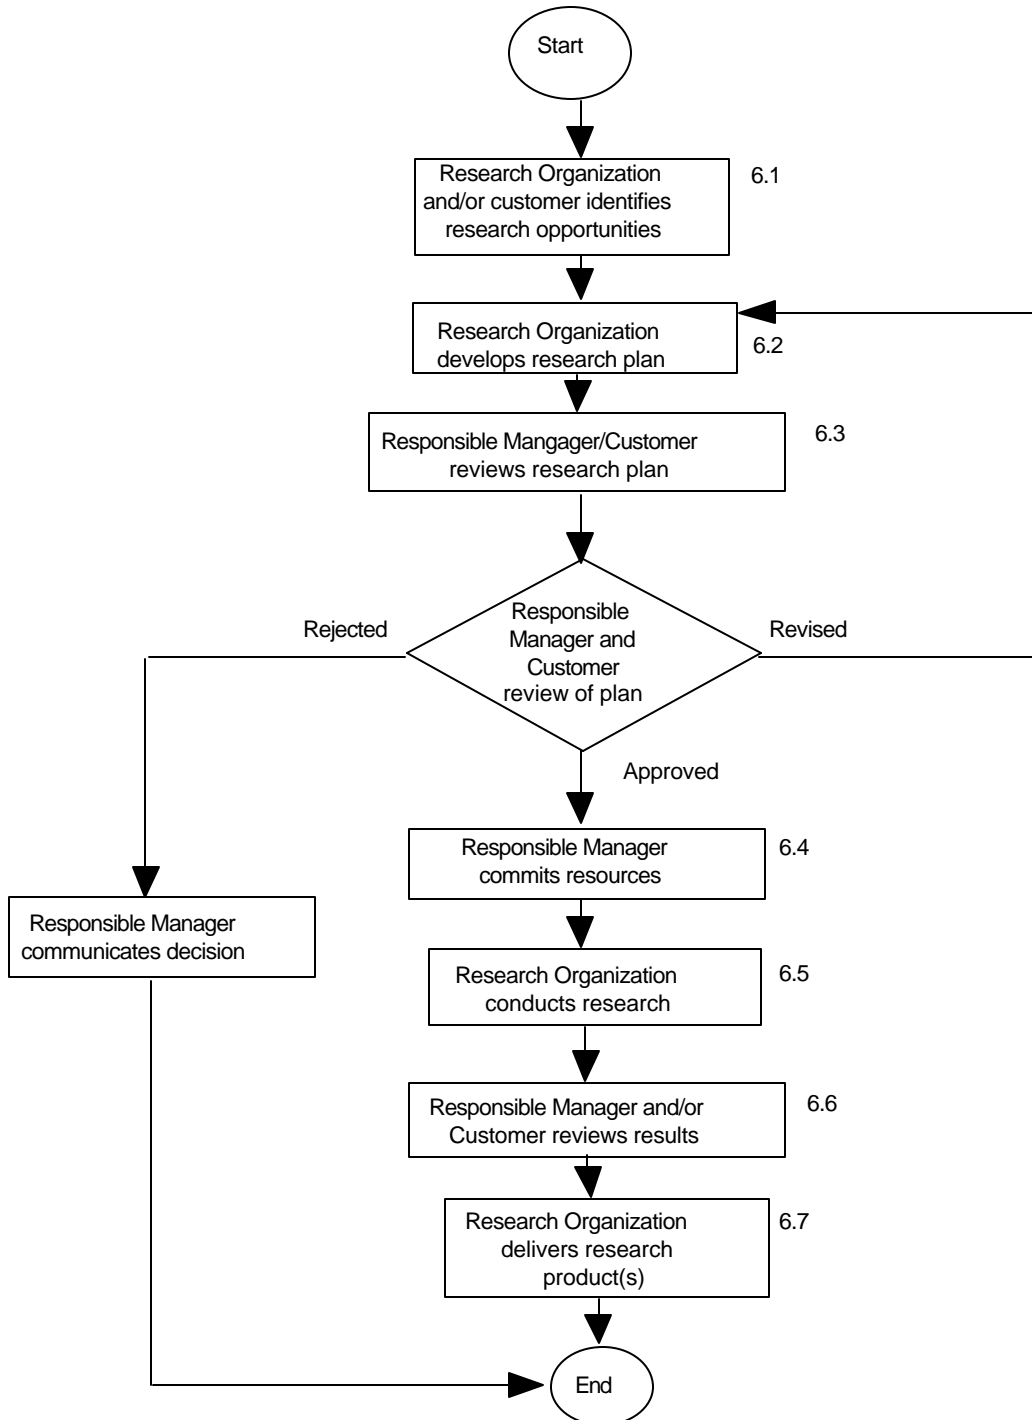 Start
Research Organization
and/or customer identifies
research opportunities
6.1
Research Organization
develops research plan
6.2
Responsible Mangager/Customer
reviews research plan
6.3
Responsible
Manager and
Customer
review of plan
Rejected
Revised
Approved
Responsible Manager
commits resources
6.4
Responsible Manager
communicates decision
Research Organization
conducts research
6.5
Responsible Manager and/or
Customer reviews results
6.6
Research Organization
delivers research
product(s)
6.7
End